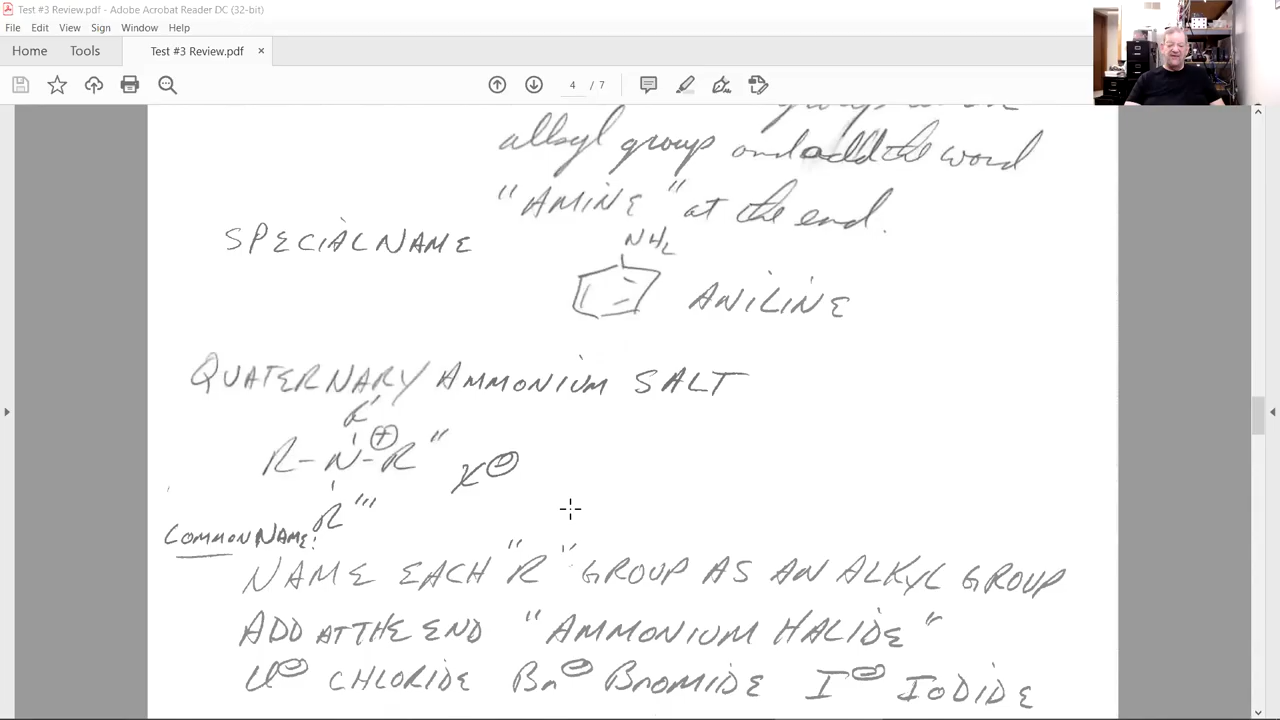 Test #3 Review.pdf - Adobe Acrobat Reader DC (32-bit)
File Edit View Sign Window Help
Home Tools Test #3 Review.pdf ×
4 / 7
alkyl group and add the word
"AMINE" at the end.
SPECIAL NAME
NH2
ANILINE
QUATERNARY AMMONIUM SALT
R'
R-N-R" X
R'''
COMMON NAME:
NAME EACH "R" GROUP AS AN ALKYL GROUP
ADD AT THE END "AMMONIUM HALIDE"
Cl⊖ CHLORIDE Br⊖ BROMIDE I⊖ IODIDE